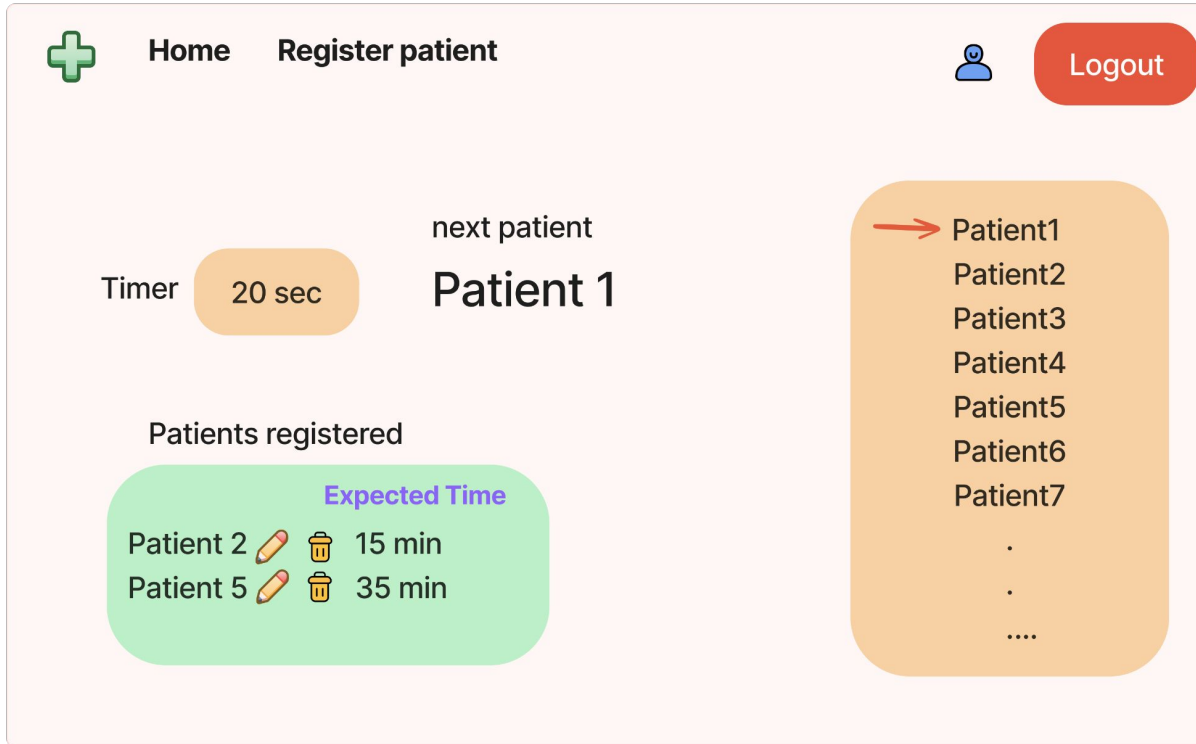 Home Register patient
Logout
next patient
Timer 20 sec
Patient 1
Patients registered
Expected Time
Patient 2 15 min
Patient 5 35 min
Patient1
Patient2
Patient3
Patient4
Patient5
Patient6
Patient7
.
.
....